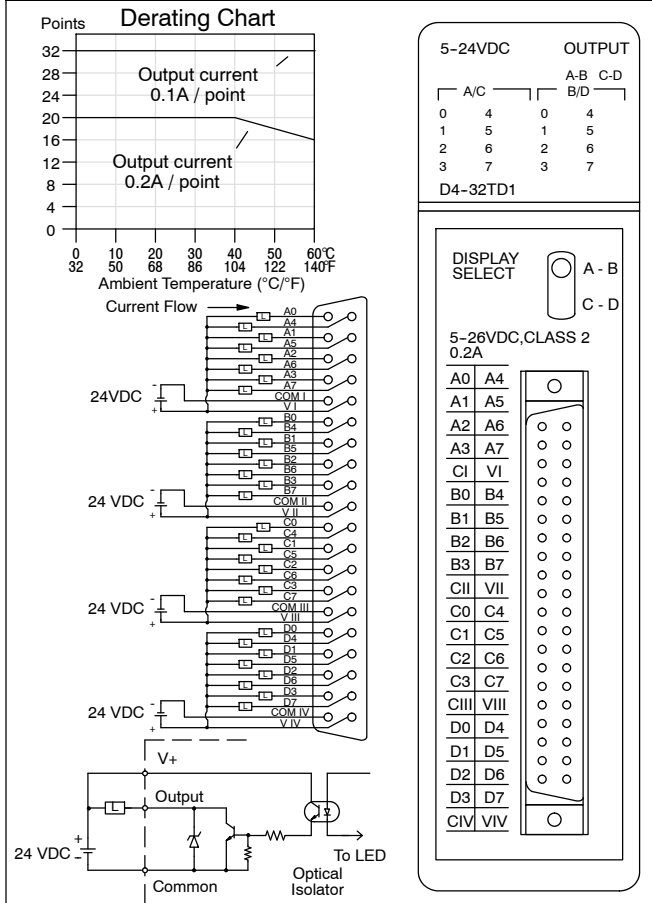 Derating Chart
Points
32
28
24
20
16
12
8
4
0
Output current
0.1A / point
Output current
0.2A / point
0 10 20 30 40 50 60°C
32 50 68 86 104 122 140°F
Ambient Temperature (°C/°F)
Current Flow
L A0
L A4
L A1
L A5
L A2
L A6
L A3
L A7
COM I
V I
24VDC - +
L B0
L B4
L B1
L B5
L B2
L B6
L B3
L B7
COM II
V II
24 VDC - +
L C0
L C4
L C1
L C5
L C2
L C6
L C3
L C7
COM III
V III
24 VDC - +
L D0
L D4
L D1
L D5
L D2
L D6
L D3
L D7
COM IV
V IV
24 VDC - +
V+
L
Output
+
24 VDC -
Common
Optical
Isolator
To LED
5-24VDC OUTPUT
A-B C-D
A/C B/D
0 4 0 4
1 5 1 5
2 6 2 6
3 7 3 7
D4-32TD1
DISPLAY
SELECT
A - B
C - D
5-26VDC,CLASS 2
0.2A
A0 A4
A1 A5
A2 A6
A3 A7
CI VI
B0 B4
B1 B5
B2 B6
B3 B7
CII VII
C0 C4
C1 C5
C2 C6
C3 C7
CIII VIII
D0 D4
D1 D5
D2 D6
D3 D7
CIV VIV